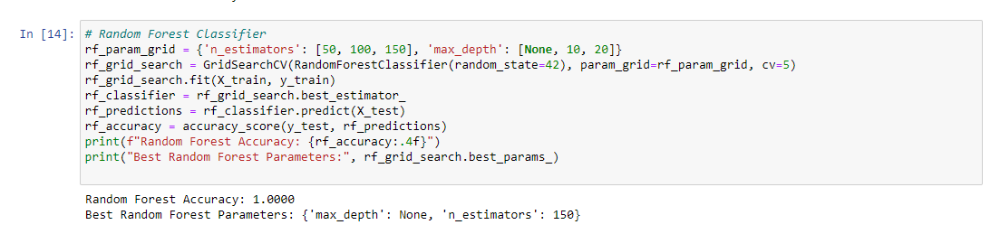 In [14]: # Random Forest Classifier
rf_param_grid = {'n_estimators': [50, 100, 150], 'max_depth': [None, 10, 20]}
rf_grid_search = GridSearchCV(RandomForestClassifier(random_state=42), param_grid=rf_param_grid, cv=5)
rf_grid_search.fit(X_train, y_train)
rf_classifier = rf_grid_search.best_estimator_
rf_predictions = rf_classifier.predict(X_test)
rf_accuracy = accuracy_score(y_test, rf_predictions)
print(f"Random Forest Accuracy: {rf_accuracy:.4f}")
print("Best Random Forest Parameters:", rf_grid_search.best_params_)
Random Forest Accuracy: 1.0000
Best Random Forest Parameters: {'max_depth': None, 'n_estimators': 150}